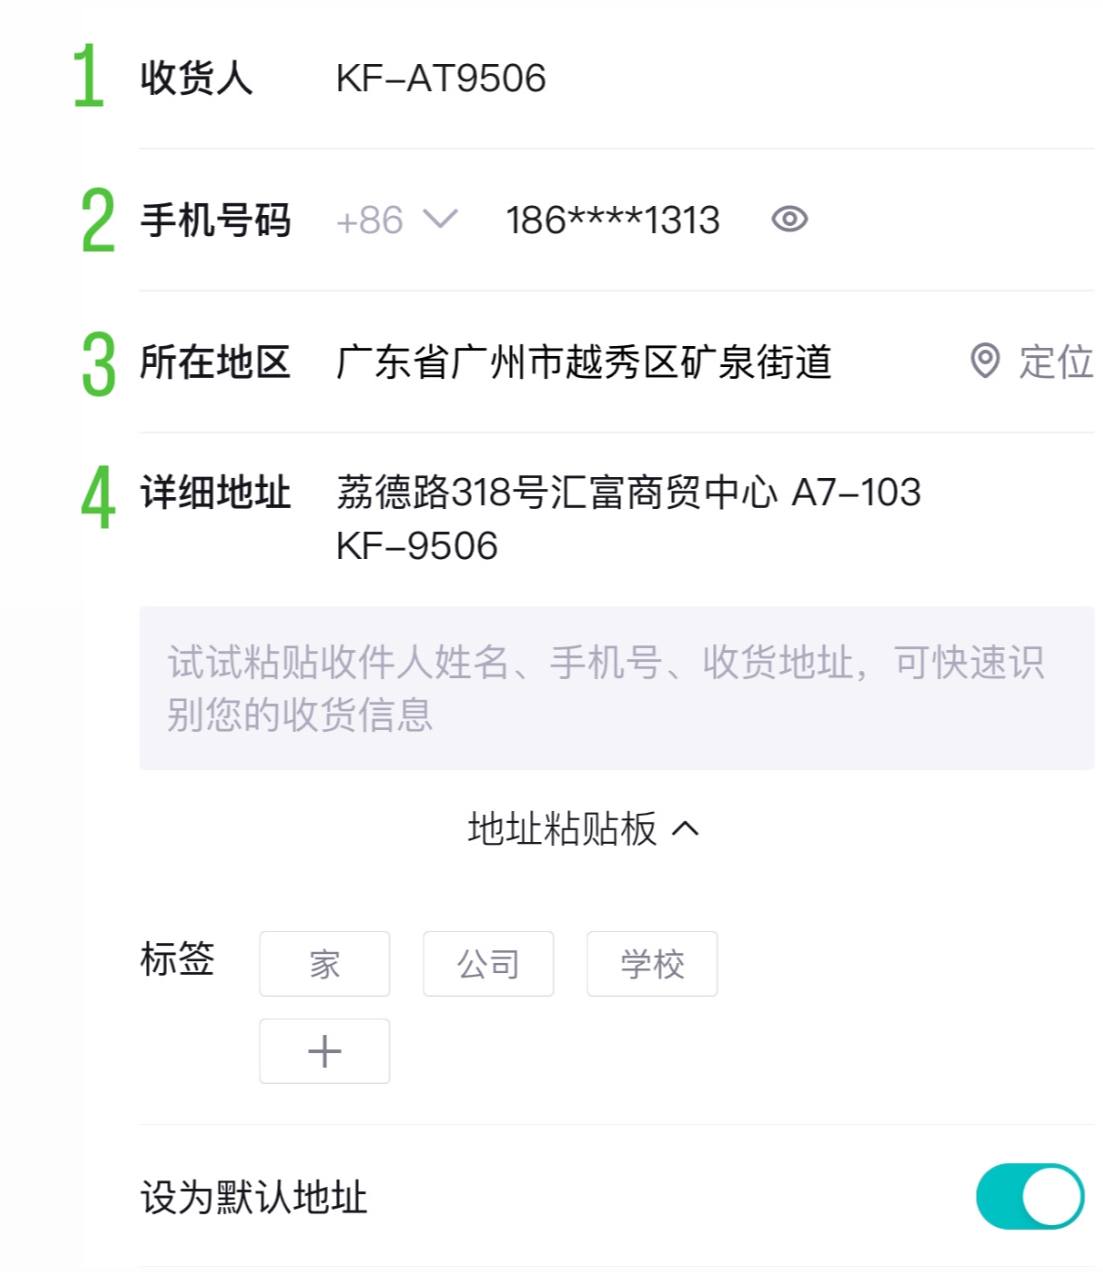 1 收货人 KF-AT9506
2 手机号码 +86 186****1313
3 所在地区 广东省广州市越秀区矿泉街道 定位
4 详细地址 荔德路318号汇富商贸中心 A7-103
KF-9506
试试粘贴收件人姓名、手机号、收货地址，可快速识
别您的收货信息
地址粘贴板
标签 家 公司 学校
+
设为默认地址